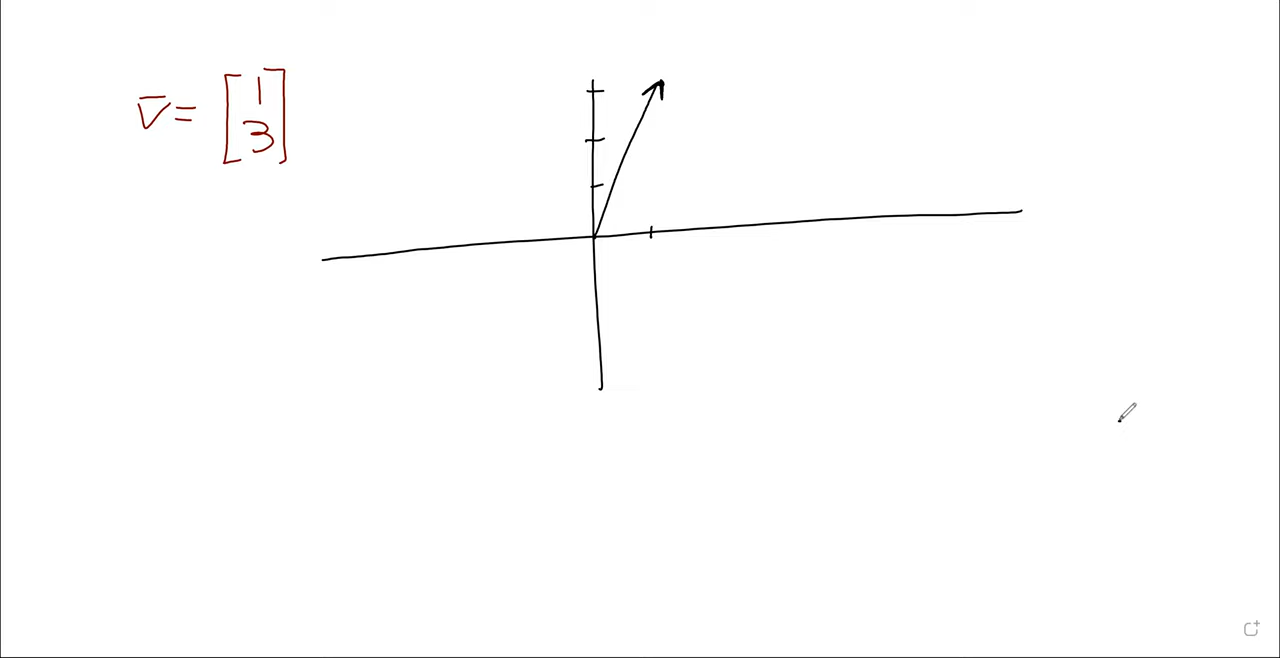 v̄ = [1
3]